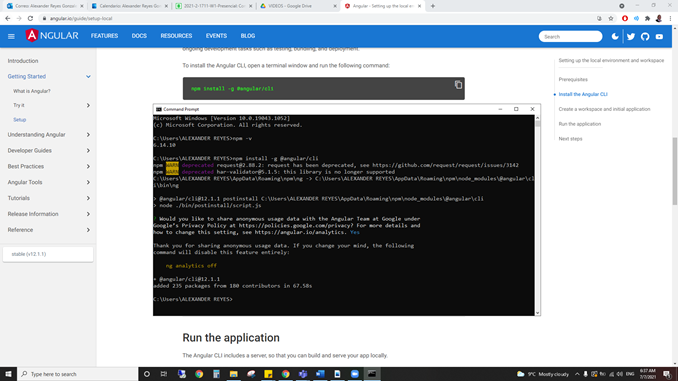 Correo: Alexander Reyes Gonzal
Calendario: Alexander Reyes Go
2021-2-1711-W1-Presencial: Cu
VIDEOS - Google Drive
Angular - Setting up the local en
angular.io/guide/setup-local
ANGULAR
FEATURES
DOCS
RESOURCES
EVENTS
BLOG
Search
ongoing development tasks such as testing, bundling, and deployment.
Introduction
Getting Started
What is Angular?
Try it
Setup
Understanding Angular
Developer Guides
Best Practices
Angular Tools
Tutorials
Release Information
Reference
stable (v12.1.1)
To install the Angular CLI, open a terminal window and run the following command:
npm install -g @angular/cli
Command Prompt
Microsoft Windows [Version 10.0.19043.1052]
(c) Microsoft Corporation. All rights reserved.
C:\Users\ALEXANDER REYES>npm -v
6.14.10
C:\Users\ALEXANDER REYES>npm install -g @angular/cli
npm WARN deprecated request@2.88.2: request has been deprecated, see https://github.com/request/request/issues/3142
npm WARN deprecated har-validator@5.1.5: this library is no longer supported
C:\Users\ALEXANDER REYES\AppData\Roaming\npm\ng -> C:\Users\ALEXANDER REYES\AppData\Roaming\npm\node_modules\@angular\cl
i\bin\ng
> @angular/cli@12.1.1 postinstall C:\Users\ALEXANDER REYES\AppData\Roaming\npm\node_modules\@angular\cli
> node ./bin/postinstall/script.js
? Would you like to share anonymous usage data with the Angular Team at Google under
Google's Privacy Policy at https://policies.google.com/privacy? For more details and
how to change this setting, see https://angular.io/analytics. Yes
Thank you for sharing anonymous usage data. If you change your mind, the following
command will disable this feature entirely:
ng analytics off
+ @angular/cli@12.1.1
added 235 packages from 180 contributors in 67.58s
C:\Users\ALEXANDER REYES>
Run the application
The Angular CLI includes a server, so that you can build and serve your app locally.
Setting up the local environment and workspace
Prerequisites
Install the Angular CLI
Create a workspace and initial application
Run the application
Next steps
Type here to search
9°C Mostly cloudy
8:37 AM
7/7/2021